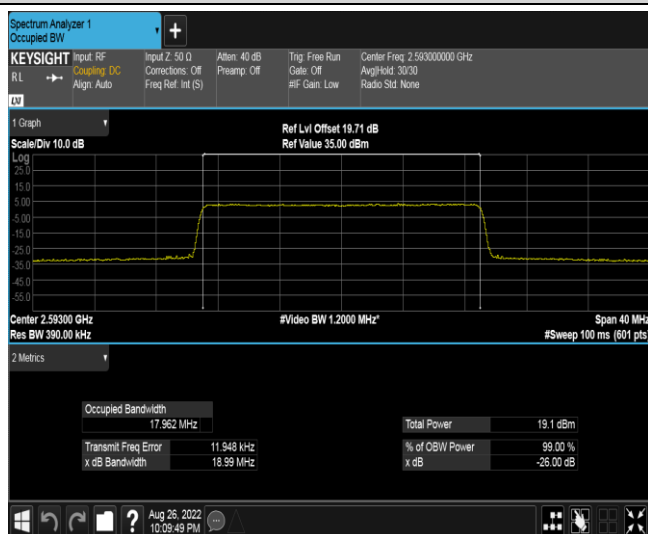 Spectrum Analyzer 1
Occupied BW
+
KEYSIGHT
R L
LXI
Input: RF
Coupling: DC
Align: Auto
Input Z: 50 Ω
Corrections: Off
Freq Ref: Int (S)
Atten: 40 dB
Preamp: Off
Trig: Free Run
Gate: Off
#IF Gain: Low
Center Freq: 2.593000000 GHz
Avg|Hold: 30/30
Radio Std: None
1 Graph
Scale/Div 10.0 dB
Ref Lvl Offset 19.71 dB
Ref Value 35.00 dBm
Log
25.0
15.0
5.00
-5.00
-15.0
-25.0
-35.0
-45.0
-55.0
Center 2.59300 GHz
Res BW 390.00 kHz
#Video BW 1.2000 MHz*
Span 40 MHz
#Sweep 100 ms (601 pts)
2 Metrics
Occupied Bandwidth
17.962 MHz
Transmit Freq Error 11.948 kHz
x dB Bandwidth 18.99 MHz
Total Power 19.1 dBm
% of OBW Power 99.00 %
x dB -26.00 dB
?
Aug 26, 2022
10:09:49 PM